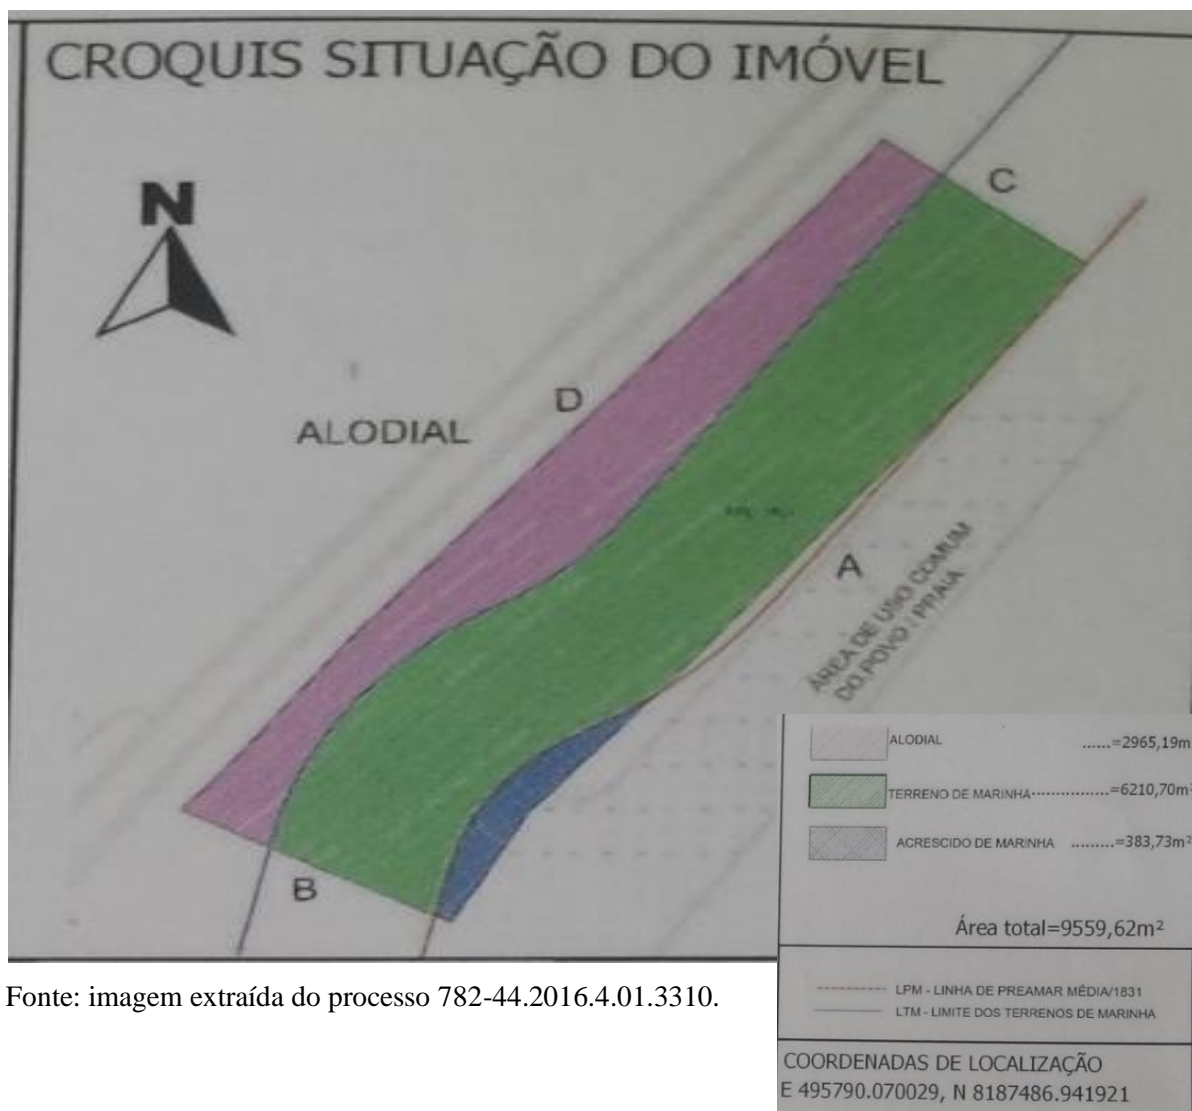 CROQUIS SITUAÇÃO DO IMÓVEL
N
C
D
ALODIAL
A
ÁREA DE USO COMUM
DO POVO : PRAIA
B
ALODIAL ......=2965,19m
TERRENO DE MARINHA...............=6210,70m²
ACRESCIDO DE MARINHA .........=383,73m²
Área total=9559,62m²
LPM - LINHA DE PREAMAR MÉDIA/1831
LTM - LIMITE DOS TERRENOS DE MARINHA
COORDENADAS DE LOCALIZAÇÃO
E 495790.070029, N 8187486.941921
Fonte: imagem extraída do processo 782-44.2016.4.01.3310.